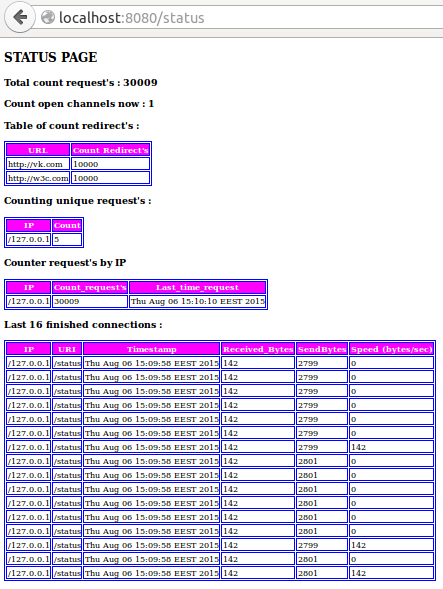 localhost:8080/status
STATUS PAGE
Total count request's : 30009
Count open channels now : 1
Table of count redirect's :
URL Count Redirect's
http://vk.com 10000
http://w3c.com 10000
Counting unique request's :
IP Count
/127.0.0.1 5
Counter request's by IP
IP Count_request's Last_time_request
/127.0.0.1 30009 Thu Aug 06 15:10:10 EEST 2015
Last 16 finished connections :
IP URI Timestamp Received_Bytes SendBytes Speed (bytes/sec)
/127.0.0.1 /status Thu Aug 06 15:09:58 EEST 2015 142 2799 0
/127.0.0.1 /status Thu Aug 06 15:09:58 EEST 2015 142 2799 0
/127.0.0.1 /status Thu Aug 06 15:09:58 EEST 2015 142 2799 0
/127.0.0.1 /status Thu Aug 06 15:09:58 EEST 2015 142 2799 0
/127.0.0.1 /status Thu Aug 06 15:09:58 EEST 2015 142 2799 0
/127.0.0.1 /status Thu Aug 06 15:09:58 EEST 2015 142 2799 0
/127.0.0.1 /status Thu Aug 06 15:09:58 EEST 2015 142 2799 142
/127.0.0.1 /status Thu Aug 06 15:09:58 EEST 2015 142 2801 0
/127.0.0.1 /status Thu Aug 06 15:09:58 EEST 2015 142 2801 0
/127.0.0.1 /status Thu Aug 06 15:09:58 EEST 2015 142 2801 0
/127.0.0.1 /status Thu Aug 06 15:09:58 EEST 2015 142 2801 0
/127.0.0.1 /status Thu Aug 06 15:09:58 EEST 2015 142 2801 0
/127.0.0.1 /status Thu Aug 06 15:09:58 EEST 2015 142 2799 142
/127.0.0.1 /status Thu Aug 06 15:09:58 EEST 2015 142 2801 0
/127.0.0.1 /status Thu Aug 06 15:09:58 EEST 2015 142 2801 142